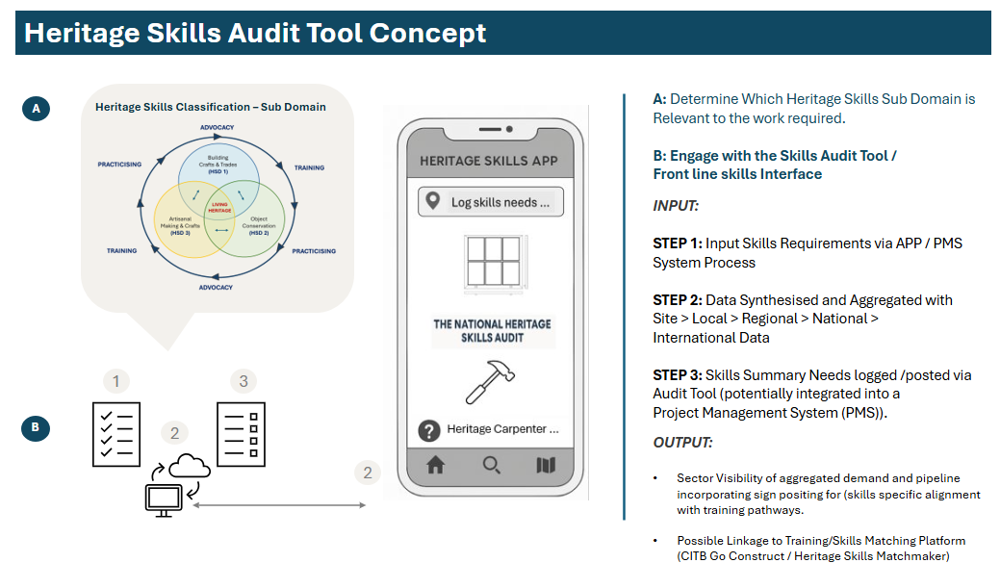 Heritage Skills Audit Tool Concept
A
Heritage Skills Classification – Sub Domain
ADVOCACY
PRACTICISING
TRAINING
Building
Crafts & Trades
(HSD 1)
LIVING
HERITAGE
Artisanal
Making & Crafts
(HSD 3)
Object
Conservation
(HSD 2)
TRAINING
PRACTICISING
ADVOCACY
B
1
3
2
2
HERITAGE SKILLS APP
Log skills needs ...
THE NATIONAL HERITAGE
SKILLS AUDIT
? Heritage Carpenter ...
A: Determine Which Heritage Skills Sub Domain is
Relevant to the work required.
B: Engage with the Skills Audit Tool /
Front line skills Interface
INPUT:
STEP 1: Input Skills Requirements via APP / PMS
System Process
STEP 2: Data Synthesised and Aggregated with
Site > Local > Regional > National >
International Data
STEP 3: Skills Summary Needs logged /posted via
Audit Tool (potentially integrated into a
Project Management System (PMS)).
OUTPUT:
• Sector Visibility of aggregated demand and pipeline
incorporating sign positing for (skills specific alignment
with training pathways.
• Possible Linkage to Training/Skills Matching Platform
(CITB Go Construct / Heritage Skills Matchmaker)